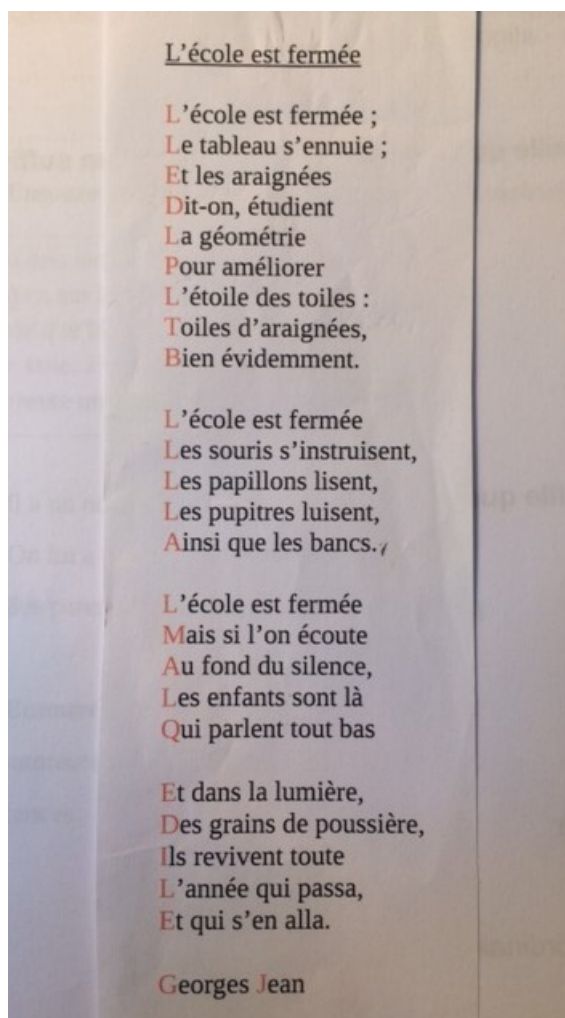 L'école est fermée
L'école est fermée ;
Le tableau s'ennuie ;
Et les araignées
Dit-on, étudient
La géométrie
Pour améliorer
L'étoile des toiles :
Toiles d'araignées,
Bien évidemment.
L'école est fermée
Les souris s'instruisent,
Les papillons lisent,
Les pupitres luisent,
Ainsi que les bancs.
L'école est fermée
Mais si l'on écoute
Au fond du silence,
Les enfants sont là
Qui parlent tout bas
Et dans la lumière,
Des grains de poussière,
Ils revivent toute
L'année qui passa,
Et qui s'en alla.
Georges Jean